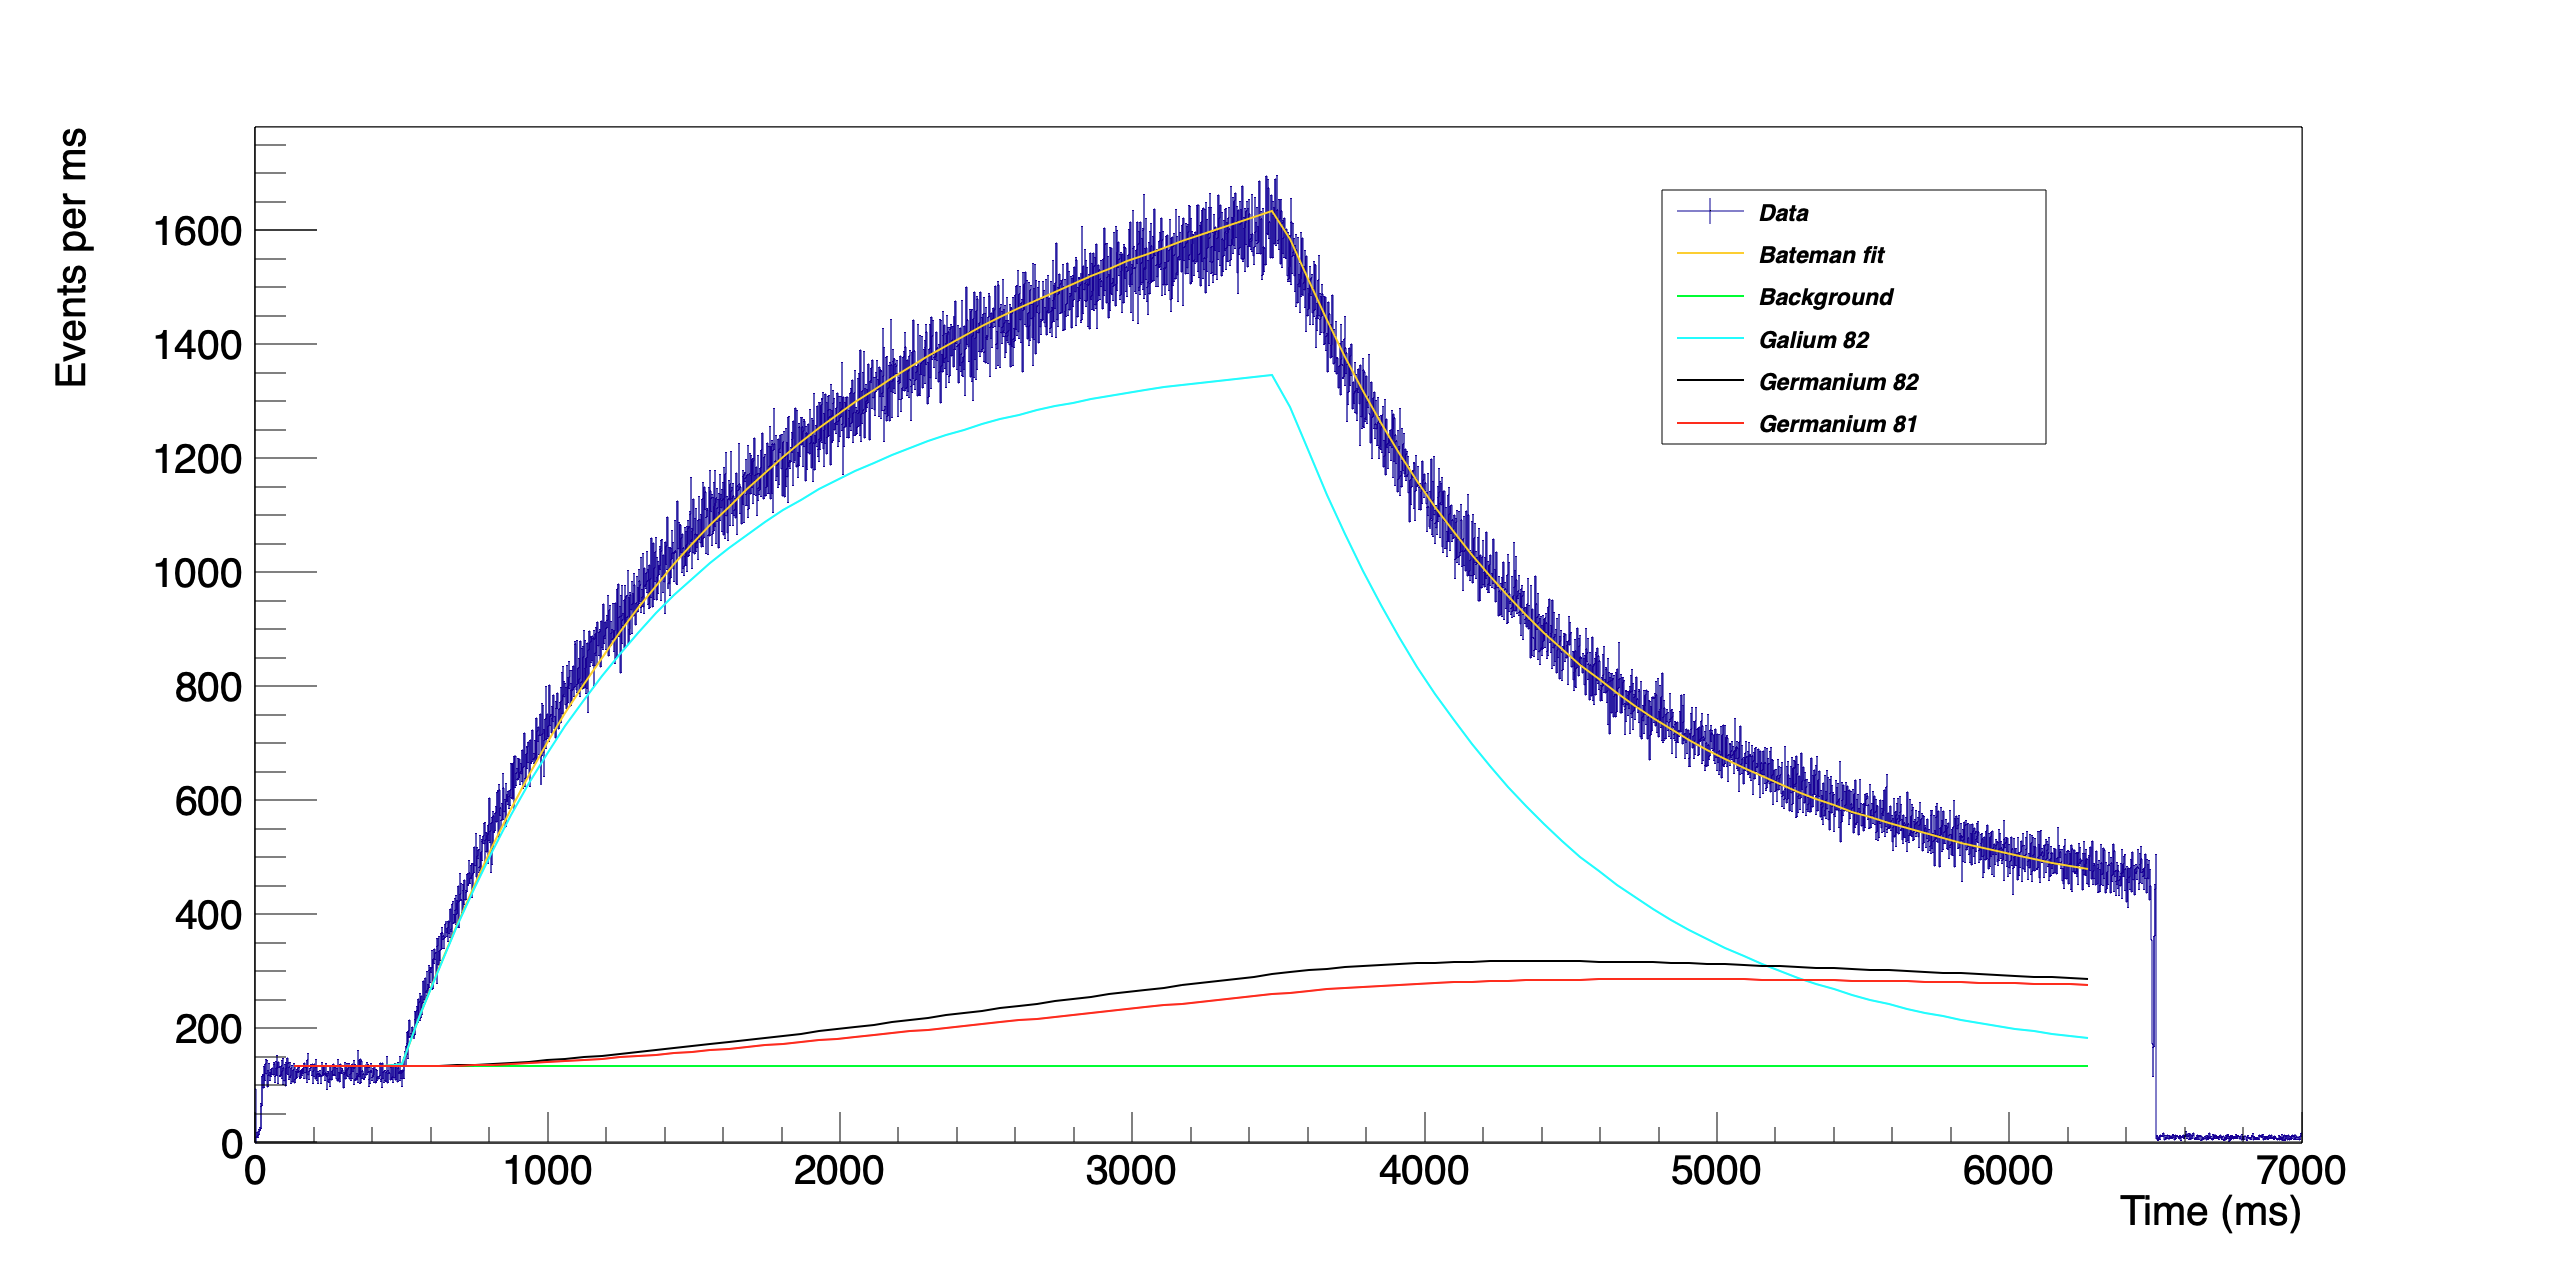 Events per ms
1600
1400
1200
1000
800
600
400
200
0
Data
Bateman fit
Background
Galium 82
Germanium 82
Germanium 81
0 1000 2000 3000 4000 5000 6000 7000
Time (ms)